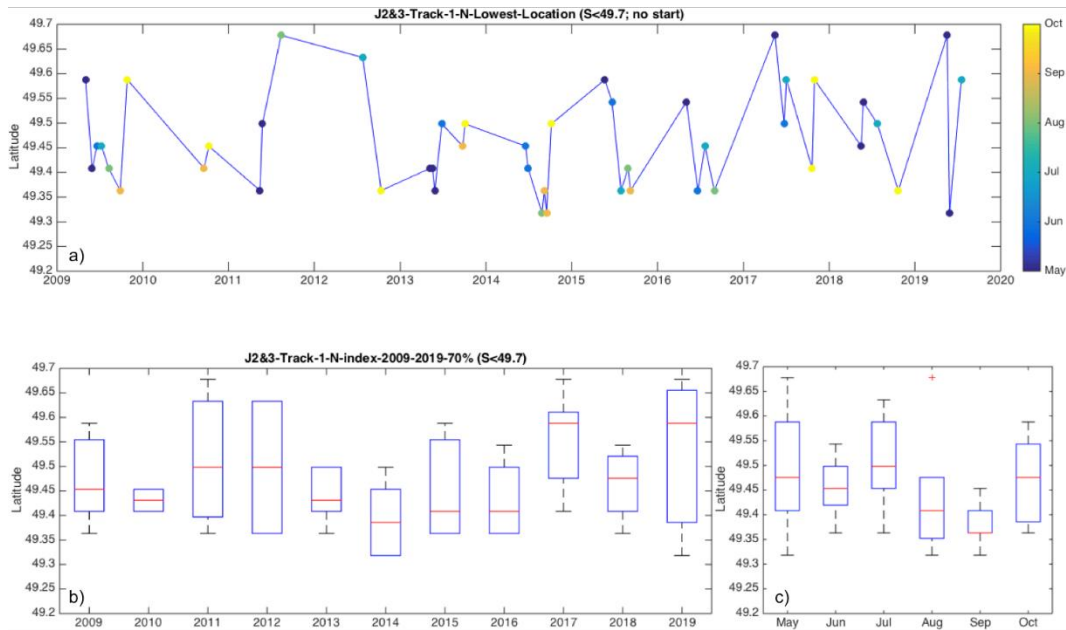 J2&3-Track-1-N-Lowest-Location (S<49.7; no start)
49.7
49.65
49.6
49.55
49.5
49.45
49.4
49.35
49.3
49.25
49.2
Latitude
a)
2009 2010 2011 2012 2013 2014 2015 2016 2017 2018 2019 2020
Oct
Sep
Aug
Jul
Jun
May
J2&3-Track-1-N-index-2009-2019-70% (S<49.7)
49.7
49.65
49.6
49.55
49.5
49.45
49.4
49.35
49.3
49.25
49.2
Latitude
b)
2009 2010 2011 2012 2013 2014 2015 2016 2017 2018 2019
49.7
49.65
49.6
49.55
49.5
49.45
49.4
49.35
49.3
49.25
49.2
Latitude
c)
May Jun Jul Aug Sep Oct